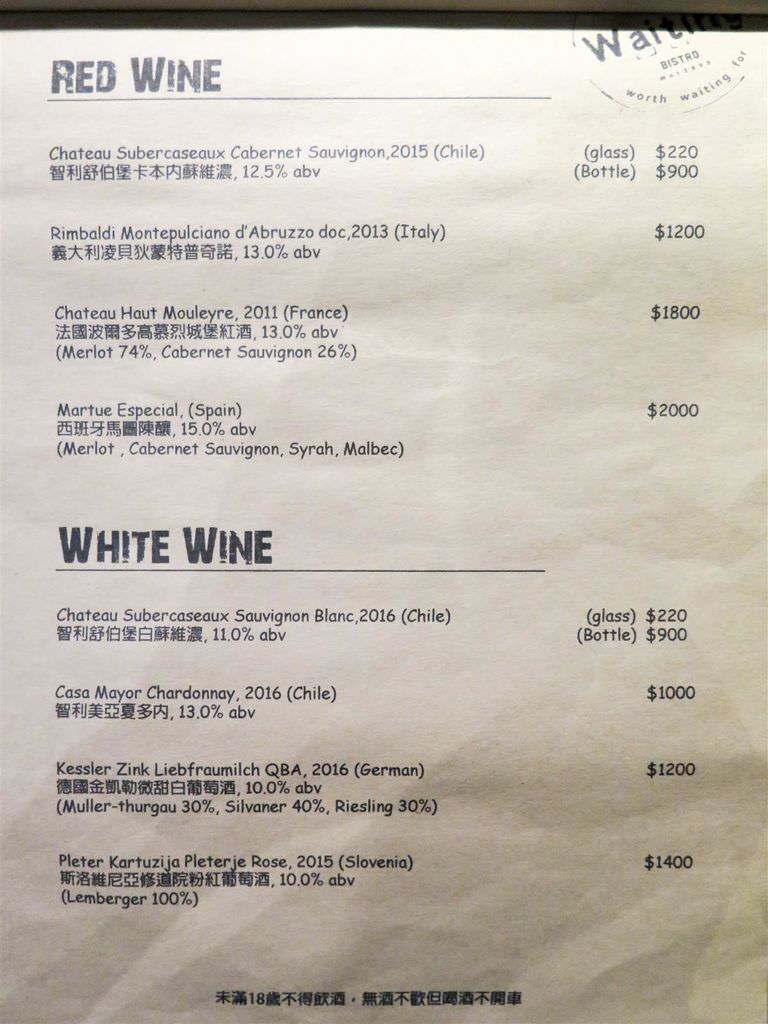 Waiting
BISTRO
worth waiting for
RED WINE
Chateau Subercaseaux Cabernet Sauvignon,2015 (Chile) (glass) $220
智利舒伯堡卡本內蘇維濃, 12.5% abv (Bottle) $900
Rimbaldi Montepulciano d'Abruzzo doc,2013 (Italy) $1200
義大利凌貝狄蒙特普奇諾, 13.0% abv
Chateau Haut Mouleyre, 2011 (France) $1800
法國波爾多高慕烈城堡紅酒, 13.0% abv
(Merlot 74%, Cabernet Sauvignon 26%)
Martue Especial, (Spain) $2000
西班牙馬圖陳釀, 15.0% abv
(Merlot , Cabernet Sauvignon, Syrah, Malbec)
WHITE WINE
Chateau Subercaseaux Sauvignon Blanc,2016 (Chile) (glass) $220
智利舒伯堡白蘇維濃, 11.0% abv (Bottle) $900
Casa Mayor Chardonnay, 2016 (Chile) $1000
智利美亞夏多內, 13.0% abv
Kessler Zink Liebfraumilch QBA, 2016 (German) $1200
德國金凱勒微甜白葡萄酒, 10.0% abv
(Muller-thurgau 30%, Silvaner 40%, Riesling 30%)
Pleter Kartuzija Pleterje Rose, 2015 (Slovenia) $1400
斯洛維尼亞修道院粉紅葡萄酒, 10.0% abv
(Lemberger 100%)
未滿18歲不得飲酒，無酒不歡但喝酒不開車